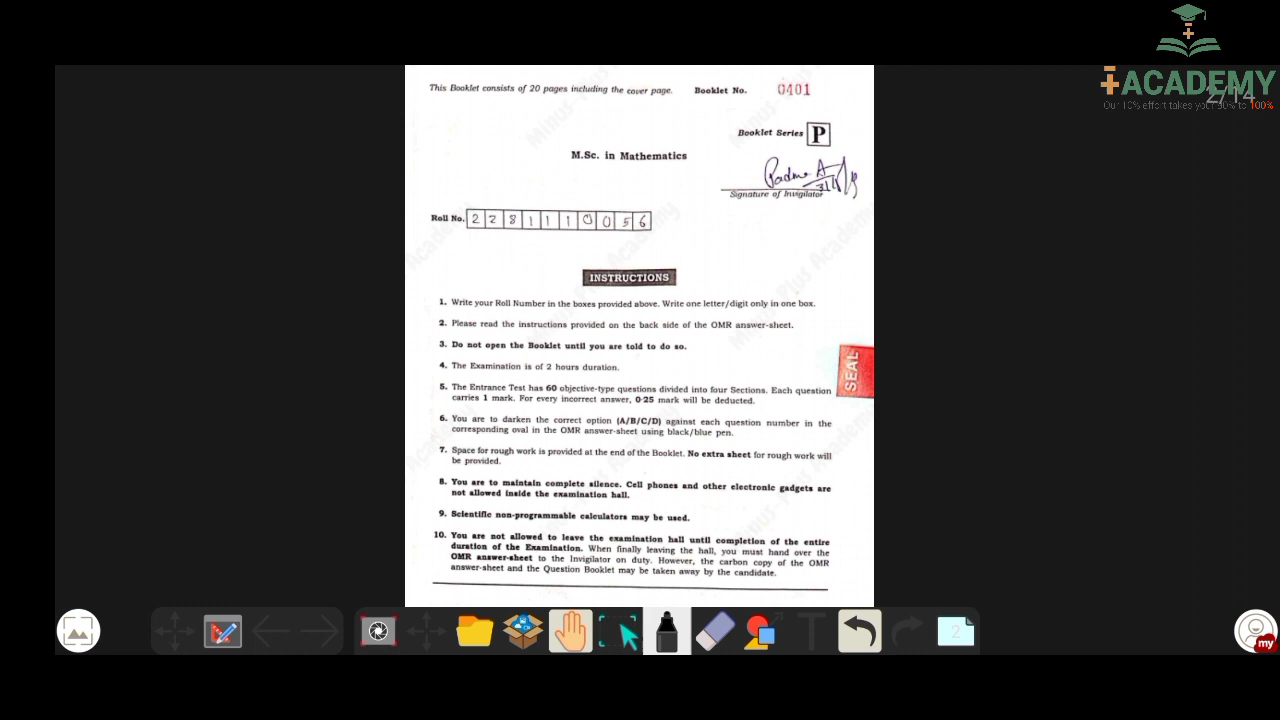 This Booklet consists of 20 pages including the cover page. Booklet No. 0401
ACADEMY
2/14
Our 10% effort takes your 90% to 100%
Booklet Series P
M.Sc. in Mathematics
Padma A
Signature of Invigilator
Roll No. 2281110056
INSTRUCTIONS
1. Write your Roll Number in the boxes provided above. Write one letter/digit only in one box.
2. Please read the instructions provided on the back side of the OMR answer-sheet.
3. Do not open the Booklet until you are told to do so.
4. The Examination is of 2 hours duration.
SEAL
5. The Entrance Test has 60 objective-type questions divided into four Sections. Each question
carries 1 mark. For every incorrect answer, 0·25 mark will be deducted.
6. You are to darken the correct option (A/B/C/D) against each question number in the
corresponding oval in the OMR answer-sheet using black/blue pen.
7. Space for rough work is provided at the end of the Booklet. No extra sheet for rough work will
be provided.
8. You are to maintain complete silence. Cell phones and other electronic gadgets are
not allowed inside the examination hall.
9. Scientific non-programmable calculators may be used.
10. You are not allowed to leave the examination hall until completion of the entire
duration of the Examination. When finally leaving the hall, you must hand over the
OMR answer-sheet to the Invigilator on duty. However, the carbon copy of the OMR
answer-sheet and the Question Booklet may be taken away by the candidate.
2
my